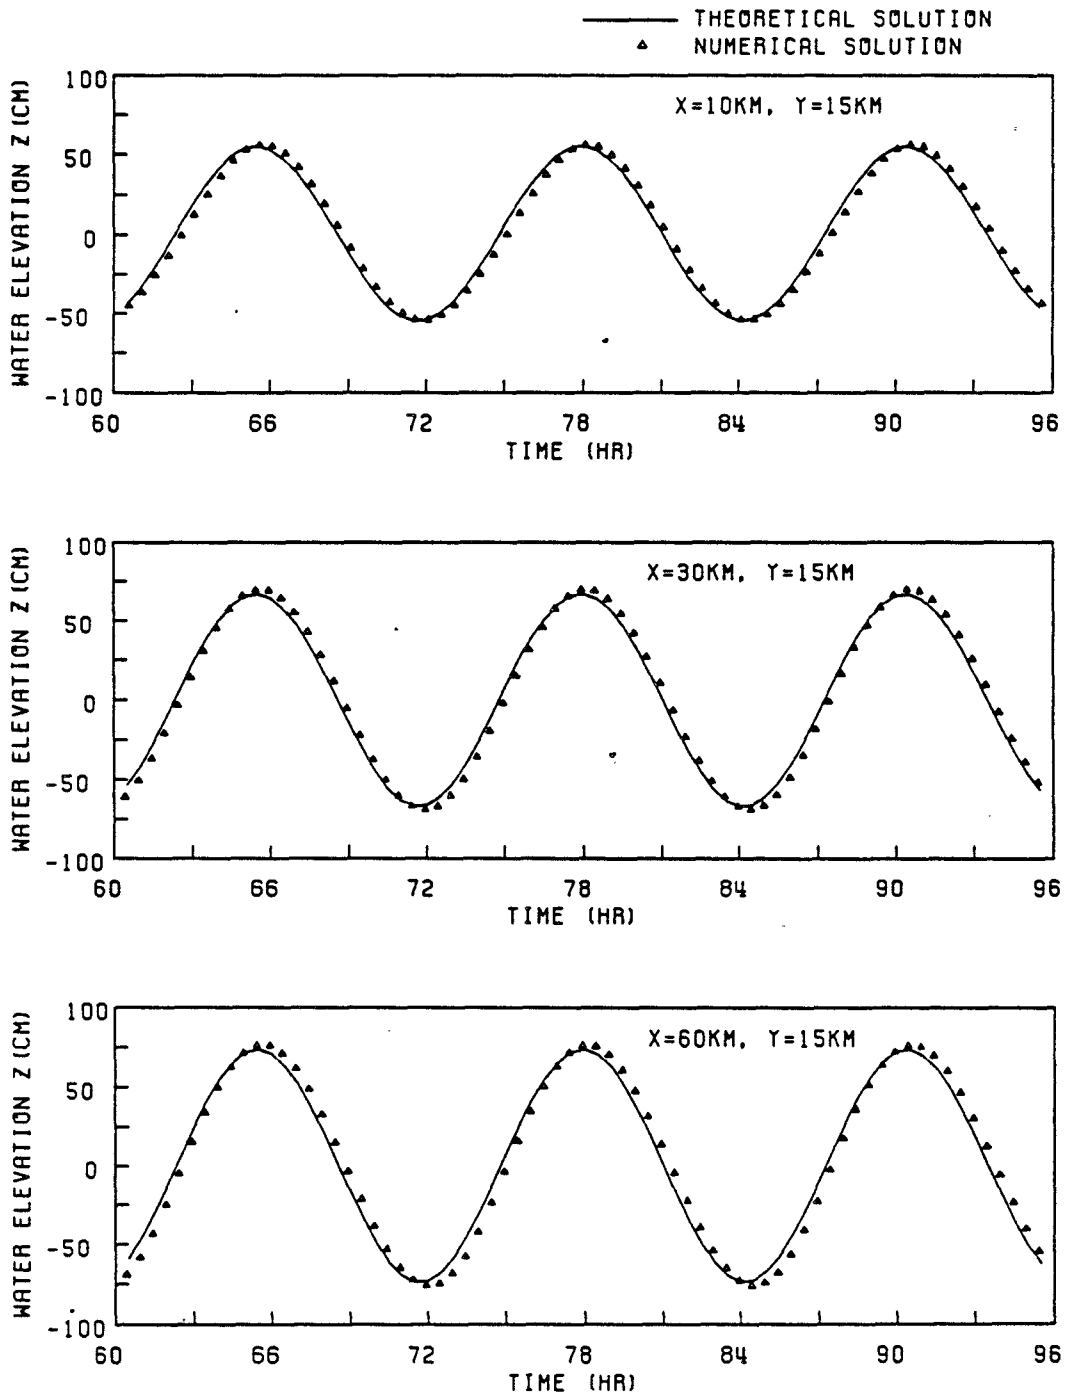 THEORETICAL SOLUTION
NUMERICAL SOLUTION
WATER ELEVATION Z (CM)
100
50
0
-50
-100
X=10KM, Y=15KM
60 66 72 78 84 90 96
TIME (HR)
WATER ELEVATION Z (CM)
100
50
0
-50
-100
X=30KM, Y=15KM
60 66 72 78 84 90 96
TIME (HR)
WATER ELEVATION Z (CM)
100
50
0
-50
-100
X=60KM, Y=15KM
60 66 72 78 84 90 96
TIME (HR)